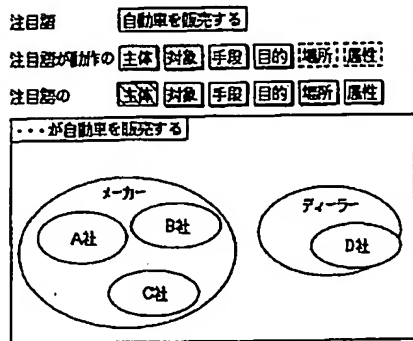 注目語 自動車を販売する
注目語が動作の 主体 対象 手段 目的 場所 属性
注目語の 主体 対象 手段 目的 場所 属性
・・・が自動車を販売する
メーカー
ディーラー
A社
B社
D社
C社